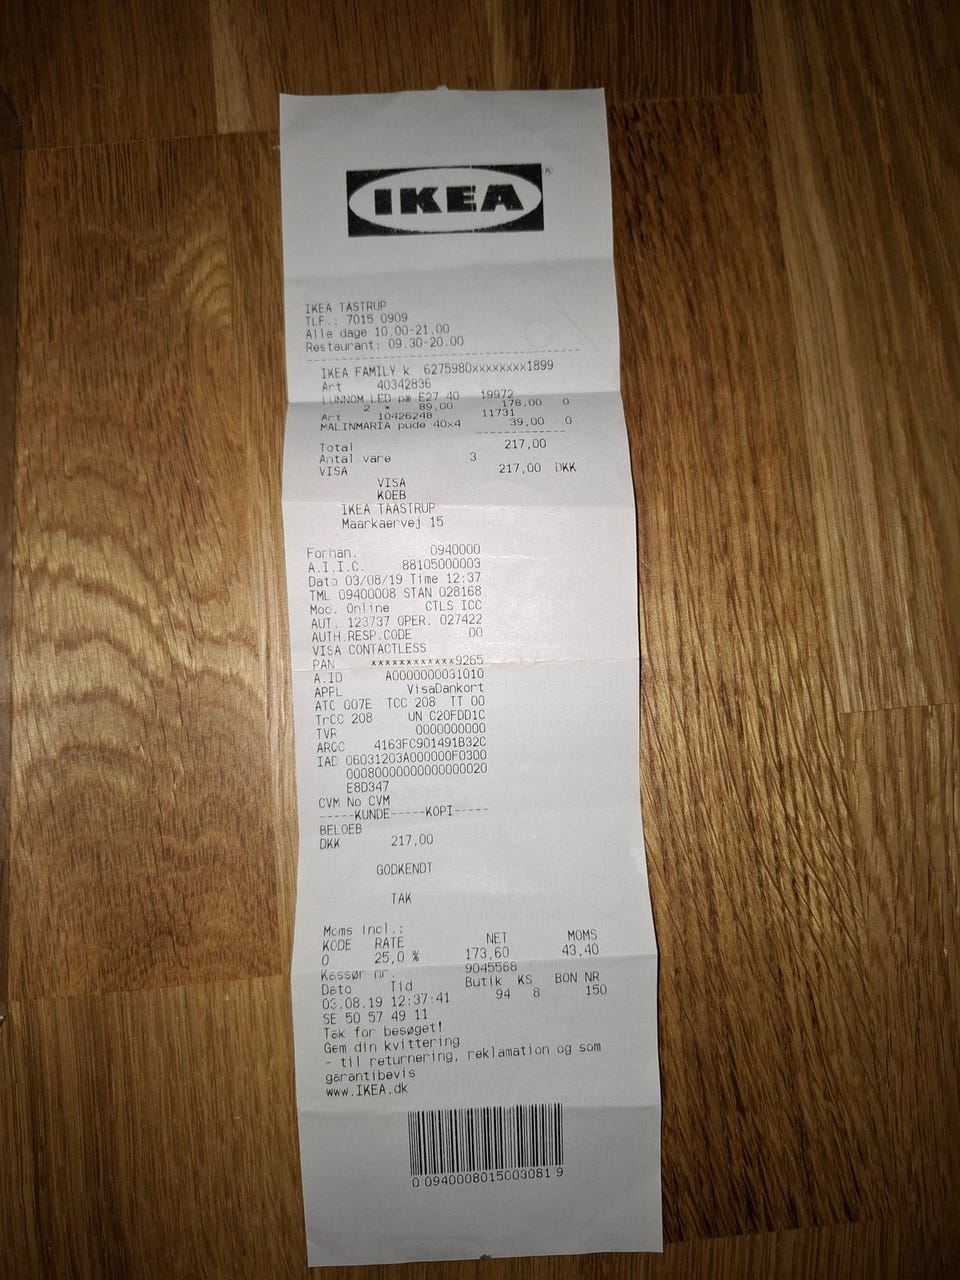 IKEA
IKEA TASTRUP
TLF.: 7015 0909
Alle dage 10.00-21.00
Restaurant: 09.30-20.00
IKEA FAMILY k 6275980xxxxxxxx1899
Art 40342836
LUNNOM LED pæ E27 40 19972
2 * 89,00 178,00 0
Art 10426248 11731
MALINMARIA pude 40x4 39,00 0
Total 217,00
Antal vare 3
VISA 217,00 DKK
VISA
KOEB
IKEA TAASTRUP
Maarkaervej 15
Forhan. 0940000
A.I.I.C. 88105000003
Dato 03/08/19 Time 12:37
TML 09400008 STAN 028168
Mod. Online CTLS ICC
AUT. 123737 OPER. 027422
AUTH.RESP.CODE 00
VISA CONTACTLESS
PAN xxxxxxxxxxxx9265
A.ID A0000000031010
APPL VisaDankort
ATC 007E TCC 208 TT 00
TrCC 208 UN C20FDD1C
TVR 0000000000
ARQC 4163FC901491B32C
IAD 06031203A000000F0300
00080000000000000020
E8D347
CVM No CVM
-----KUNDE-----KOPI-----
BELOEB
DKK 217,00
GODKENDT
TAK
Moms incl.:
KODE RATE NET MOMS
0 25,0 % 173,60 43,40
Kassør nr. 9045568
Dato Tid Butik KS BON NR
03.08.19 12:37:41 94 8 150
SE 50 57 49 11
Tak for besøget!
Gem din kvittering
- til returnering, reklamation og som
garantibevis
www.IKEA.dk
0 0940008015003081 9